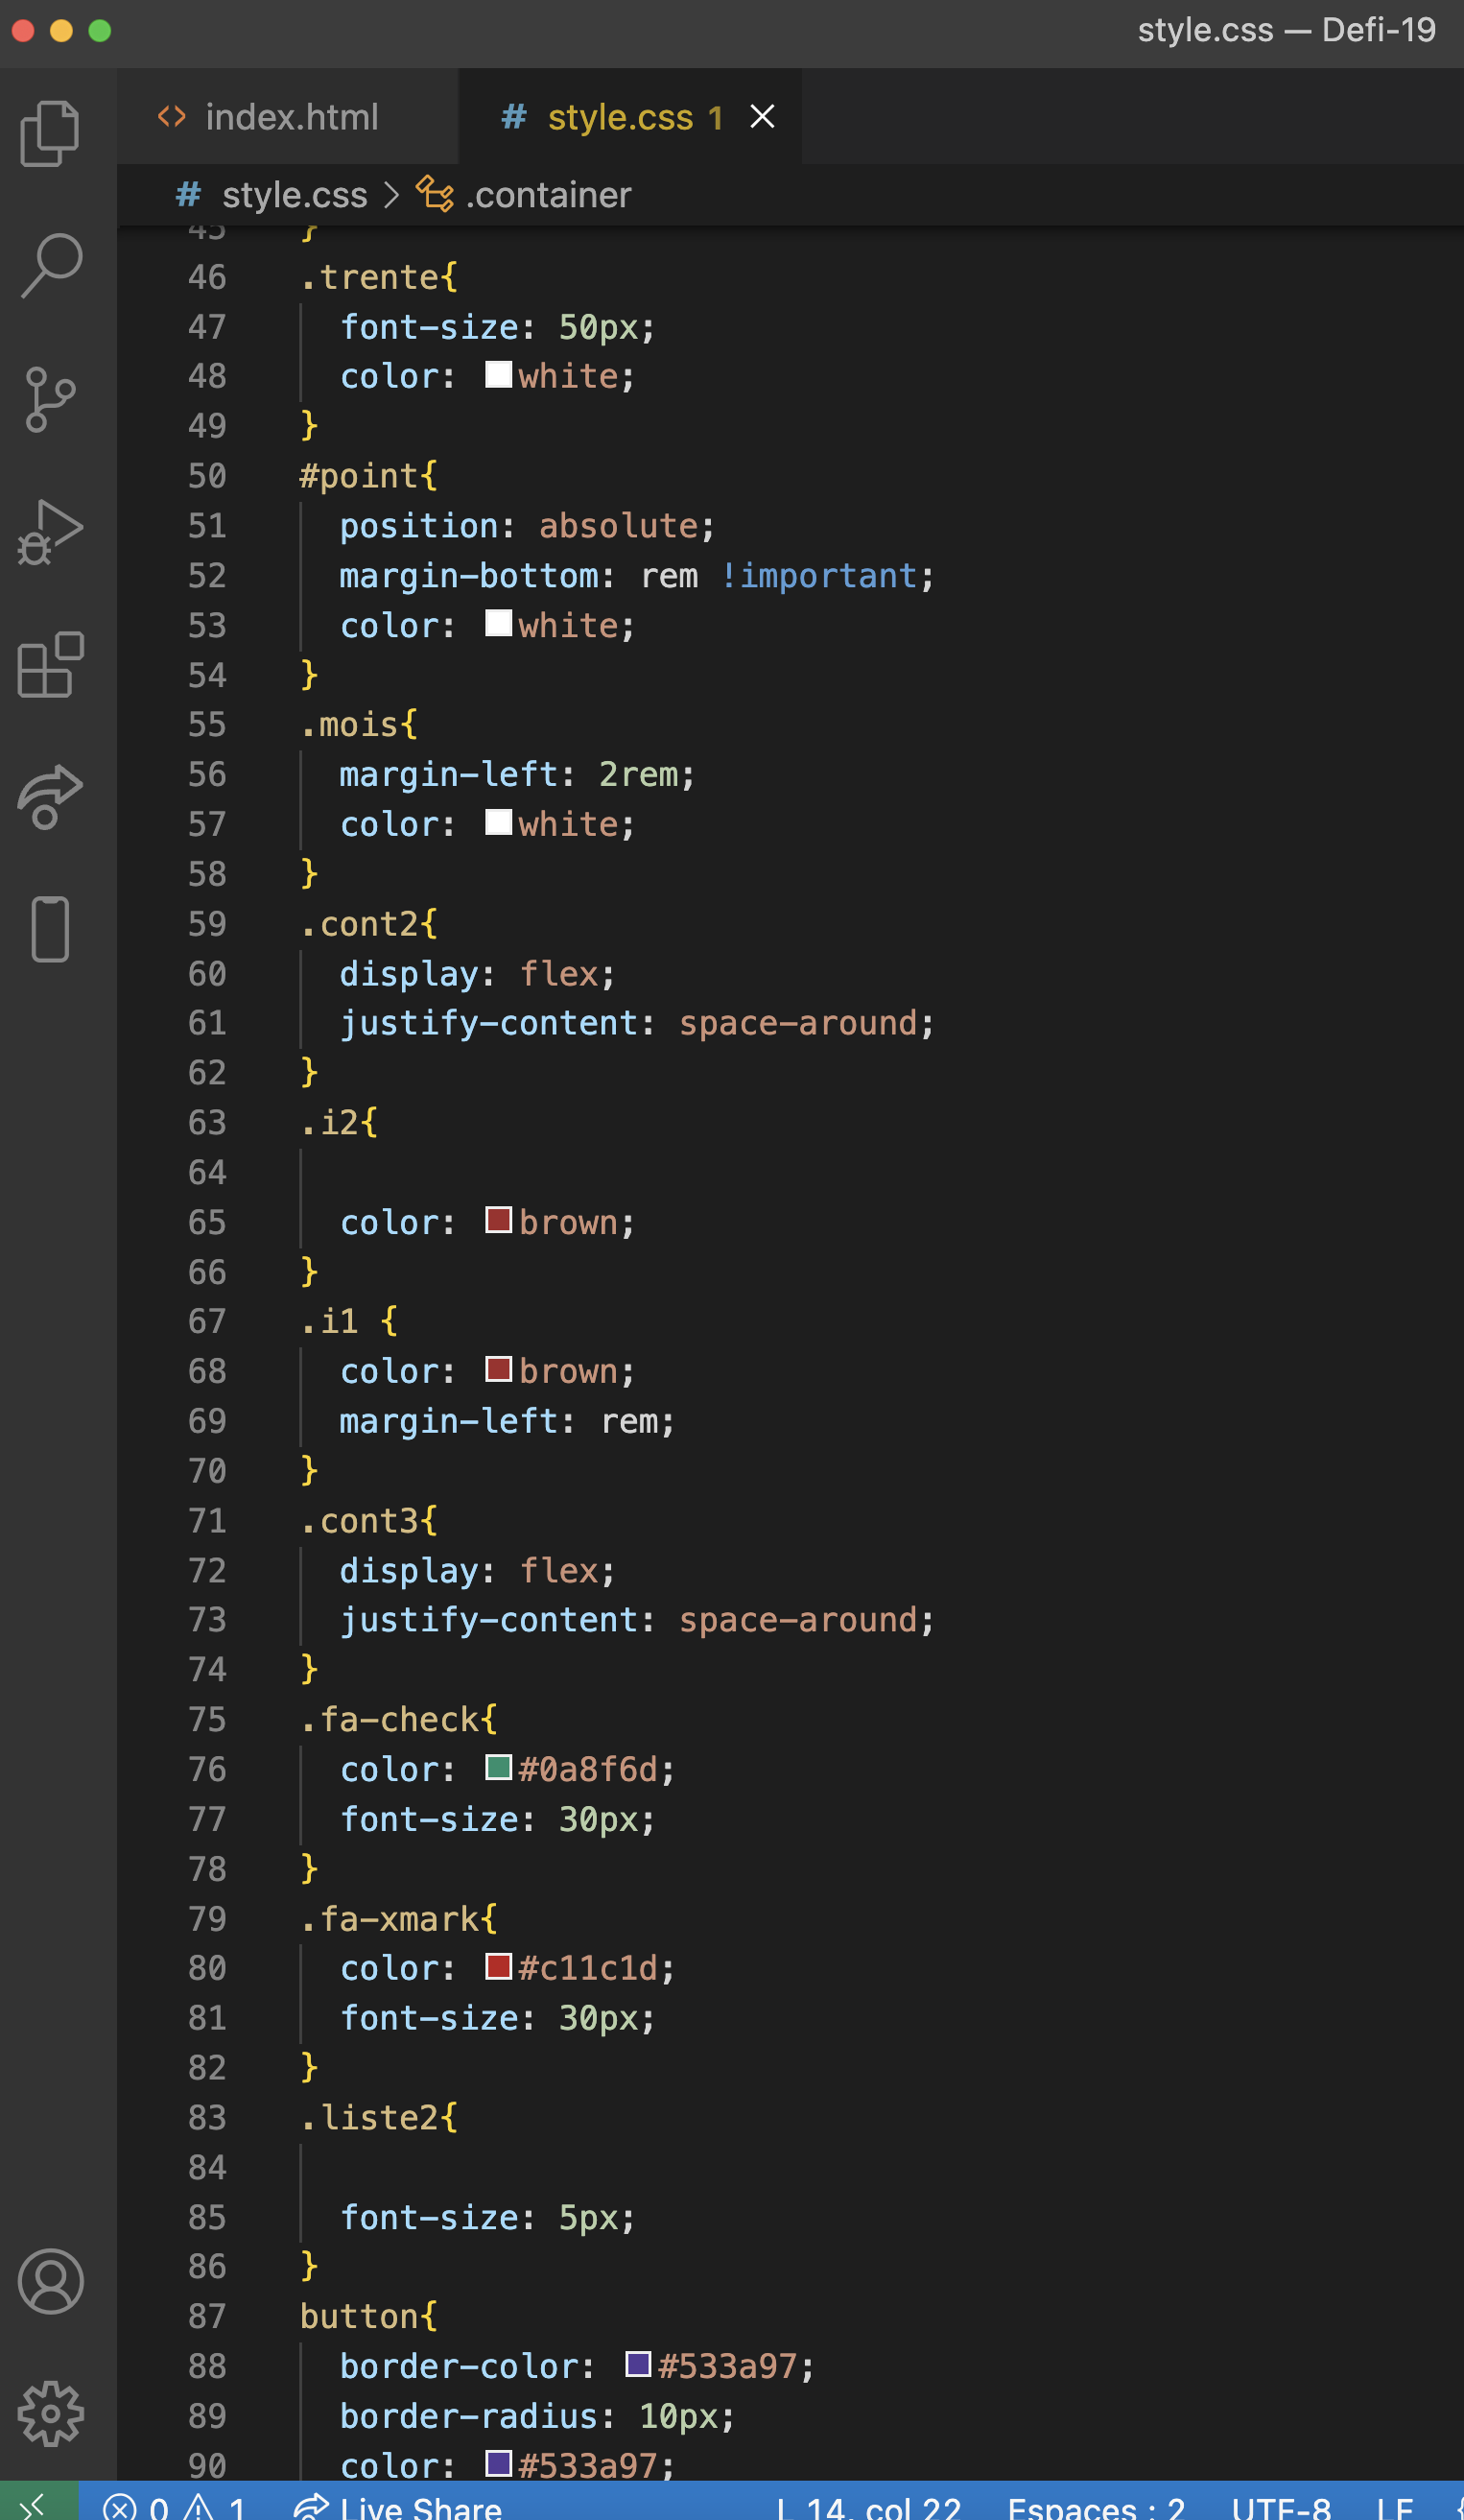 style.css — Defi-19
<> index.html # style.css 1
# style.css > .container
45 }
46 .trente{
47 font-size: 50px;
48 color: white;
49 }
50 #point{
51 position: absolute;
52 margin-bottom: rem !important;
53 color: white;
54 }
55 .mois{
56 margin-left: 2rem;
57 color: white;
58 }
59 .cont2{
60 display: flex;
61 justify-content: space-around;
62 }
63 .i2{
64
65 color: brown;
66 }
67 .i1 {
68 color: brown;
69 margin-left: rem;
70 }
71 .cont3{
72 display: flex;
73 justify-content: space-around;
74 }
75 .fa-check{
76 color: #0a8f6d;
77 font-size: 30px;
78 }
79 .fa-xmark{
80 color: #c11c1d;
81 font-size: 30px;
82 }
83 .liste2{
84
85 font-size: 5px;
86 }
87 button{
88 border-color: #533a97;
89 border-radius: 10px;
90 color: #533a97;
0 1 Live Share L 14, col 22 Espaces : 2 UTF-8 LF {